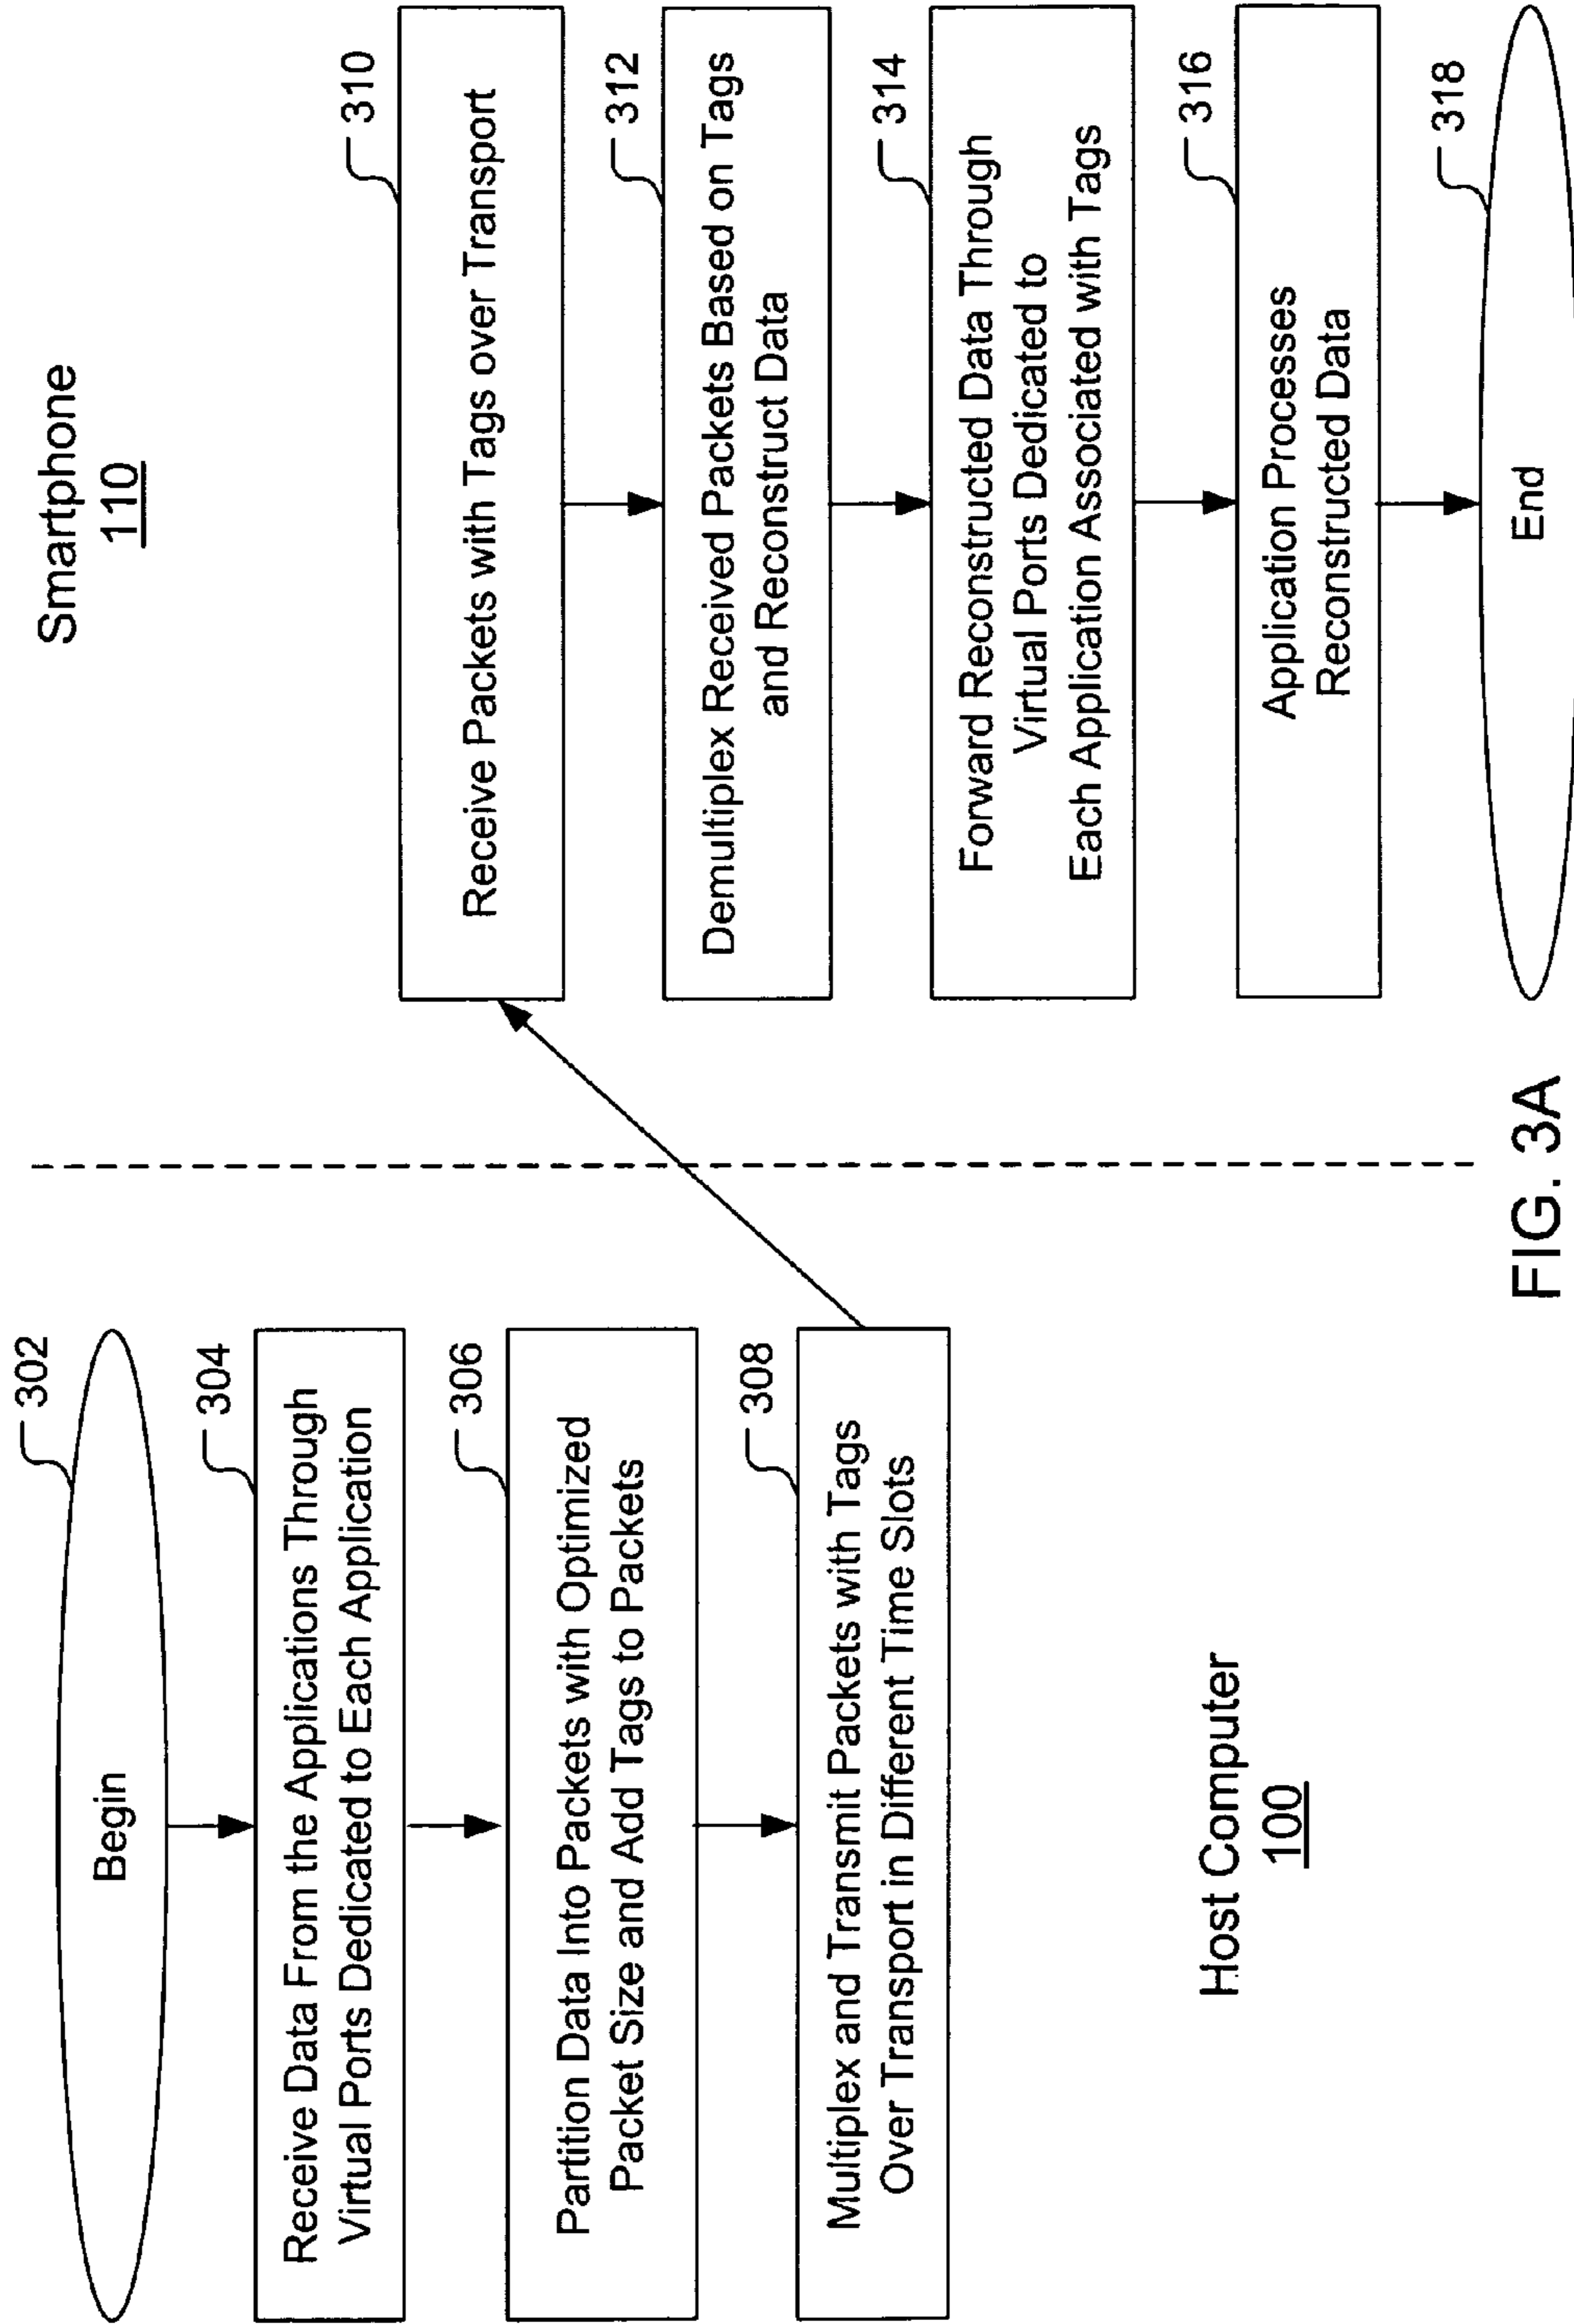 302
Begin
304
Receive Data From the Applications Through
Virtual Ports Dedicated to Each Application
306
Partition Data Into Packets with Optimized
Packet Size and Add Tags to Packets
308
Multiplex and Transmit Packets with Tags
Over Transport in Different Time Slots
Host Computer
100
Smartphone
110
310
Receive Packets with Tags over Transport
312
Demultiplex Received Packets Based on Tags
and Reconstruct Data
314
Forward Reconstructed Data Through
Virtual Ports Dedicated to
Each Application Associated with Tags
316
Application Processes
Reconstructed Data
318
End
FIG. 3A